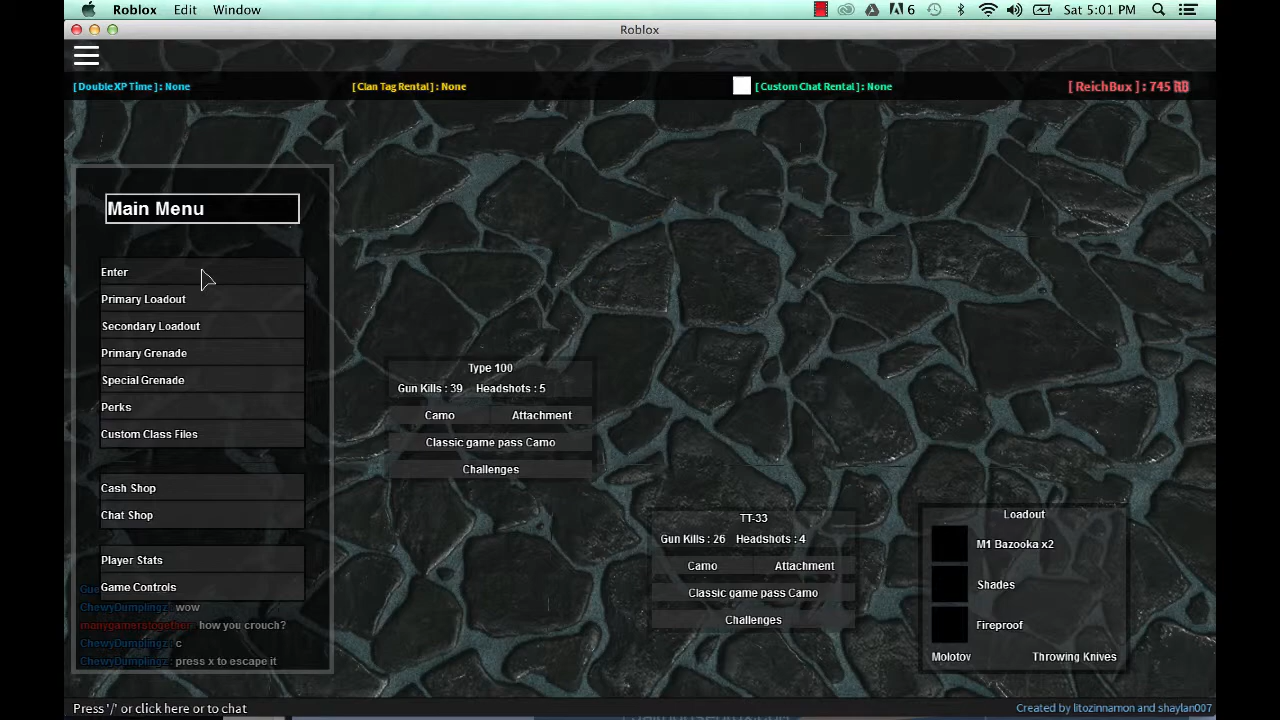 Roblox Edit Window 6 Sat 5:01 PM
Roblox
[ Double XP Time ] : None [ Clan Tag Rental ] : None [ Custom Chat Rental ] : None [ ReichBux ] : 745
Main Menu
Enter
Primary Loadout
Secondary Loadout
Primary Grenade
Special Grenade
Perks
Custom Class Files
Cash Shop
Chat Shop
Player Stats
Game Controls
ChewyDumplingz: wow
manygamerstogether: how you crouch?
ChewyDumplingz: c
ChewyDumplingz: press x to escape it
Type 100
Gun Kills : 39 Headshots : 5
Camo Attachment
Classic game pass Camo
Challenges
TT-33
Gun Kills : 26 Headshots : 4
Camo Attachment
Classic game pass Camo
Challenges
Loadout
M1 Bazooka x2
Shades
Fireproof
Molotov Throwing Knives
Press '/' or click here or to chat
Created by litozinnamon and shaylan007